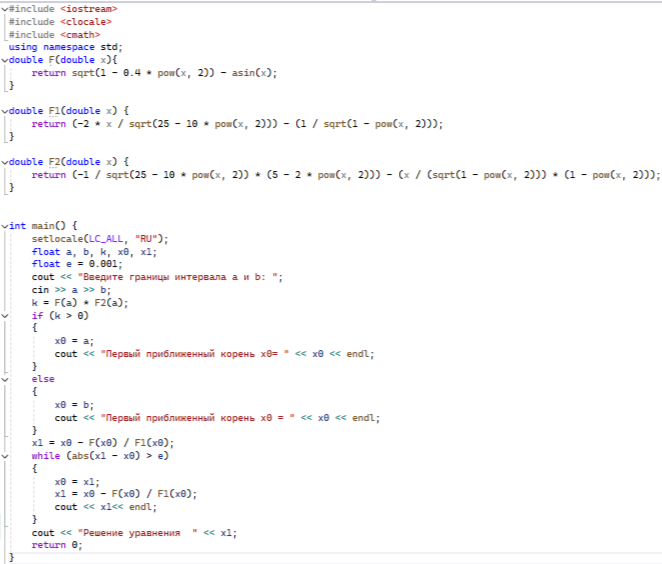 #include <iostream>
#include <clocale>
#include <cmath>
using namespace std;
double F(double x){
return sqrt(1 - 0.4 * pow(x, 2)) - asin(x);
}
double F1(double x) {
return (-2 * x / sqrt(25 - 10 * pow(x, 2))) - (1 / sqrt(1 - pow(x, 2)));
}
double F2(double x) {
return (-1 / sqrt(25 - 10 * pow(x, 2)) * (5 - 2 * pow(x, 2))) - (x / (sqrt(1 - pow(x, 2))) * (1 - pow(x, 2)));
}
int main() {
setlocale(LC_ALL, "RU");
float a, b, k, x0, x1;
float e = 0.001;
cout << "Введите границы интервала a и b: ";
cin >> a >> b;
k = F(a) * F2(a);
if (k > 0)
{
x0 = a;
cout << "Первый приближенный корень x0= " << x0 << endl;
}
else
{
x0 = b;
cout << "Первый приближенный корень x0 = " << x0 << endl;
}
x1 = x0 - F(x0) / F1(x0);
while (abs(x1 - x0) > e)
{
x0 = x1;
x1 = x0 - F(x0) / F1(x0);
cout << x1<< endl;
}
cout << "Решение уравнения  " << x1;
return 0;
}